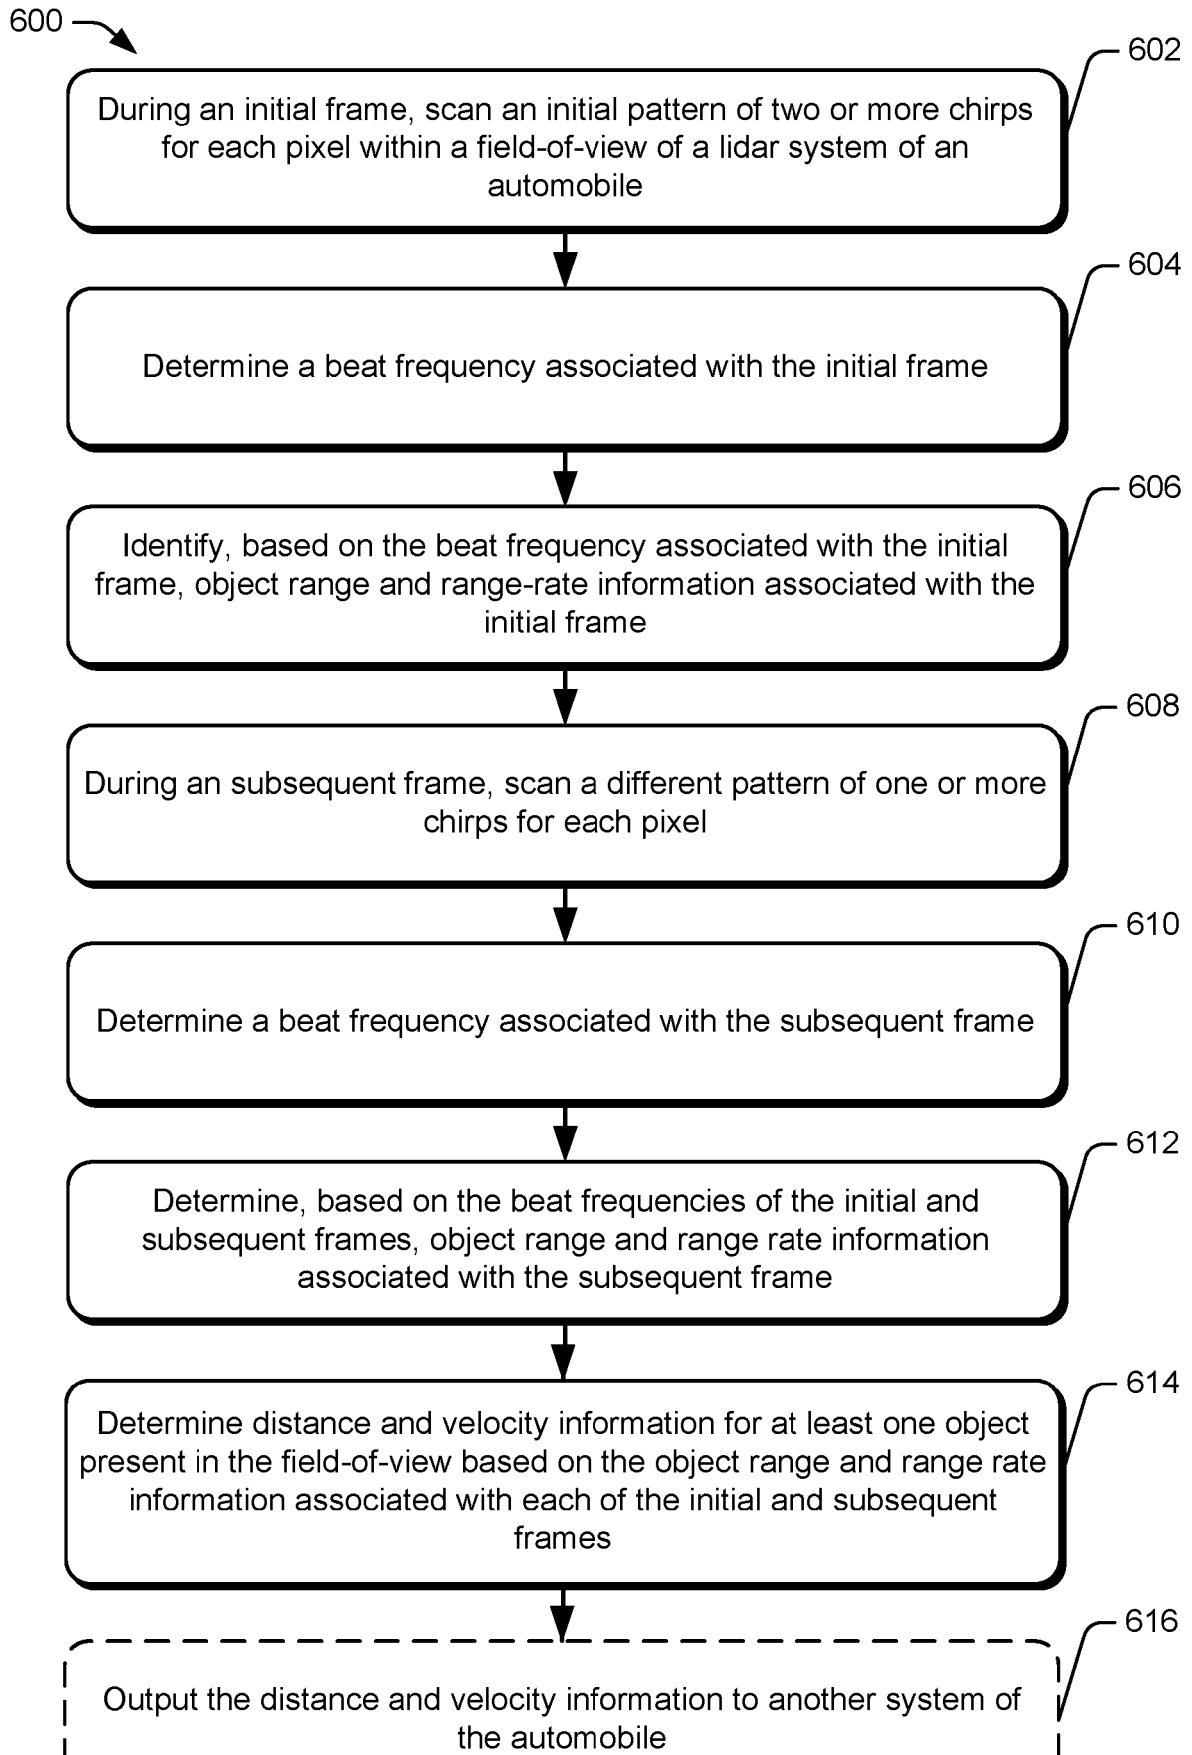 600
602
During an initial frame, scan an initial pattern of two or more chirps
for each pixel within a field-of-view of a lidar system of an
automobile
604
Determine a beat frequency associated with the initial frame
606
Identify, based on the beat frequency associated with the initial
frame, object range and range-rate information associated with the
initial frame
608
During an subsequent frame, scan a different pattern of one or more
chirps for each pixel
610
Determine a beat frequency associated with the subsequent frame
612
Determine, based on the beat frequencies of the initial and
subsequent frames, object range and range rate information
associated with the subsequent frame
614
Determine distance and velocity information for at least one object
present in the field-of-view based on the object range and range rate
information associated with each of the initial and subsequent
frames
616
Output the distance and velocity information to another system of
the automobile